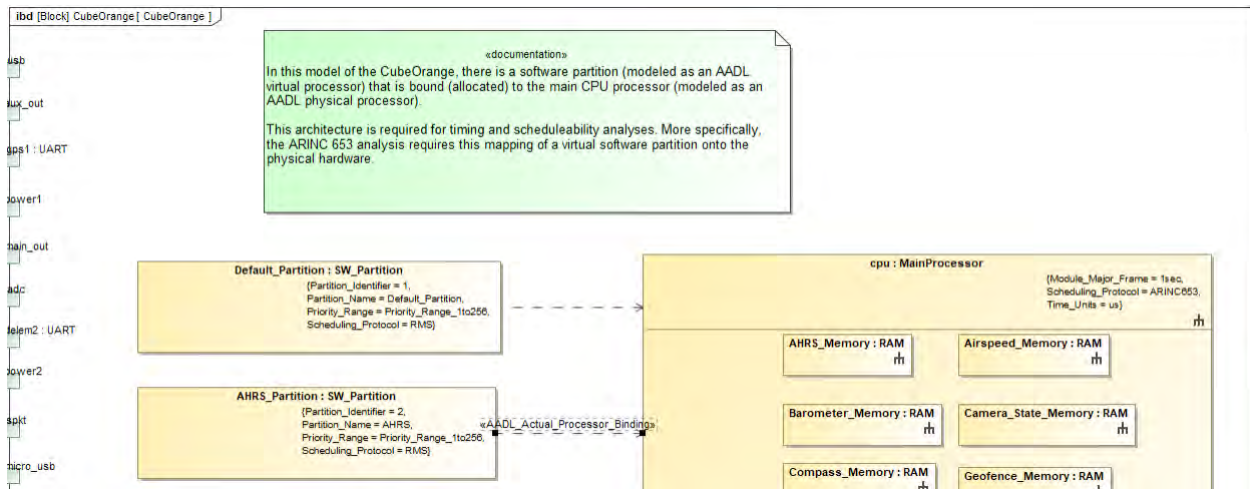 ibd [Block] CubeOrange [ CubeOrange ]
usb
aux_out
gps1 : UART
power1
main_out
adc
telem2 : UART
power2
spkt
micro_usb
«documentation»
In this model of the CubeOrange, there is a software partition (modeled as an AADL
virtual processor) that is bound (allocated) to the main CPU processor (modeled as an
AADL physical processor).
This architecture is required for timing and scheduleability analyses. More specifically,
the ARINC 653 analysis requires this mapping of a virtual software partition onto the
physical hardware.
Default_Partition : SW_Partition
{Partition_Identifier = 1,
Partition_Name = Default_Partition,
Priority_Range = Priority_Range_1to256,
Scheduling_Protocol = RMS}
AHRS_Partition : SW_Partition
{Partition_Identifier = 2,
Partition_Name = AHRS,
Priority_Range = Priority_Range_1to256,
Scheduling_Protocol = RMS}
«AADL_Actual_Processor_Binding»
cpu : MainProcessor
{Module_Major_Frame = 1sec,
Scheduling_Protocol = ARINC653,
Time_Units = us}
AHRS_Memory : RAM
Airspeed_Memory : RAM
Barometer_Memory : RAM
Camera_State_Memory : RAM
Compass_Memory : RAM
Geofence_Memory : RAM